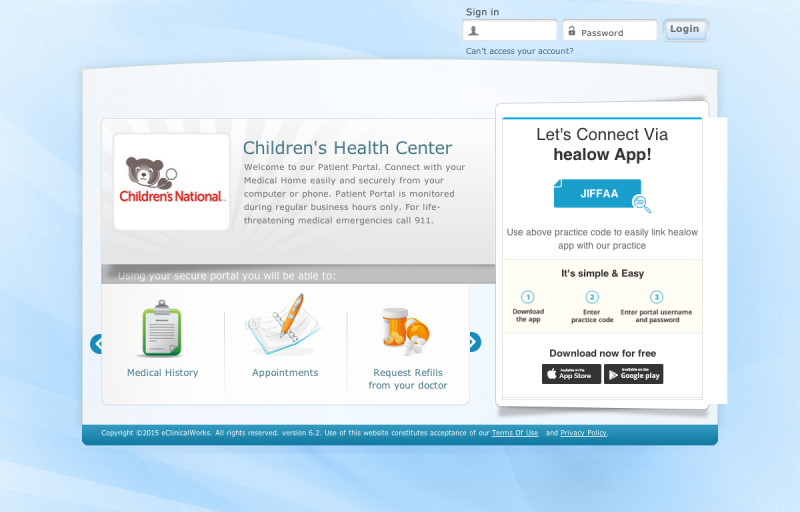 Sign in
Password
Login
Can't access your account?
Children's National
Children's Health Center
Welcome to our Patient Portal. Connect with your
Medical Home easily and securely from your
computer or phone. Patient Portal is monitored
during regular business hours only. For life-
threatening medical emergencies call 911.
Using your secure portal you will be able to:
Medical History
Appointments
Request Refills
from your doctor
Let's Connect Via
healow App!
JIFFAA
Use above practice code to easily link healow
app with our practice
It's simple & Easy
1
2
3
Download
the app
Enter
practice code
Enter portal username
and password
Download now for free
Available on the
App Store
Available on the
Google play
Copyright ©2015 eClinicalWorks. All rights reserved, version 6.2, Use of this website constitutes acceptance of our Terms Of Use and Privacy Policy.